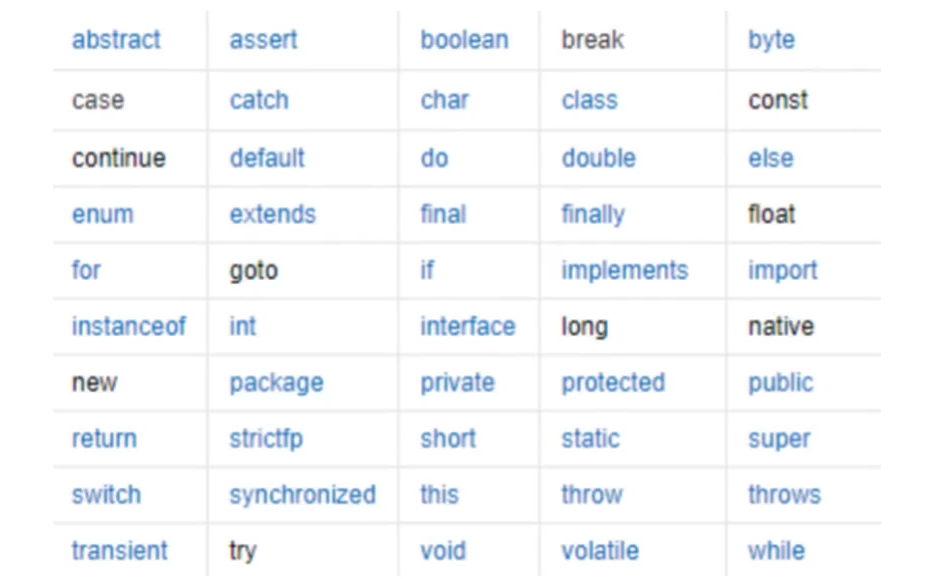 abstract assert boolean break byte
case catch char class const
continue default do double else
enum extends final finally float
for goto if implements import
instanceof int interface long native
new package private protected public
return strictfp short static super
switch synchronized this throw throws
transient try void volatile while